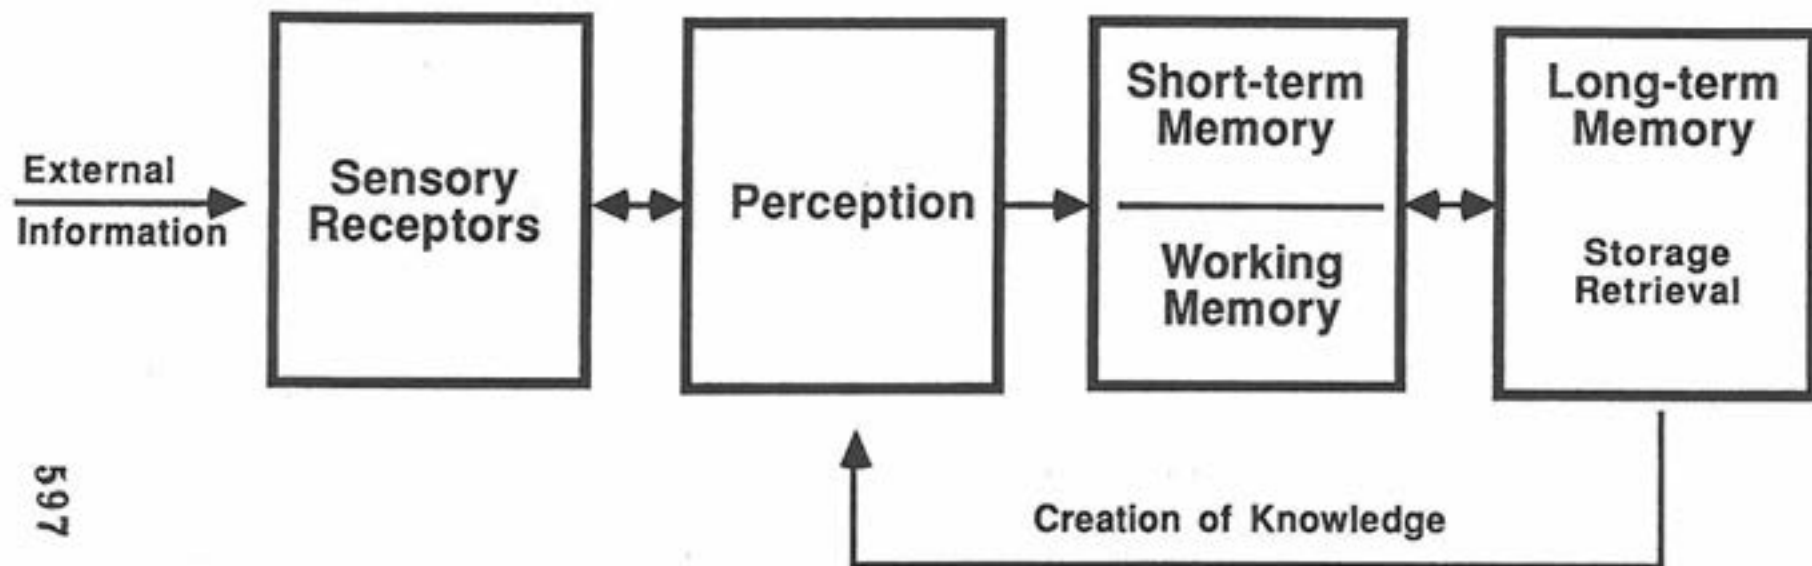 External
Information
Sensory
Receptors
Perception
Short-term
Memory
Working
Memory
Long-term
Memory
Storage
Retrieval
Creation of Knowledge
597